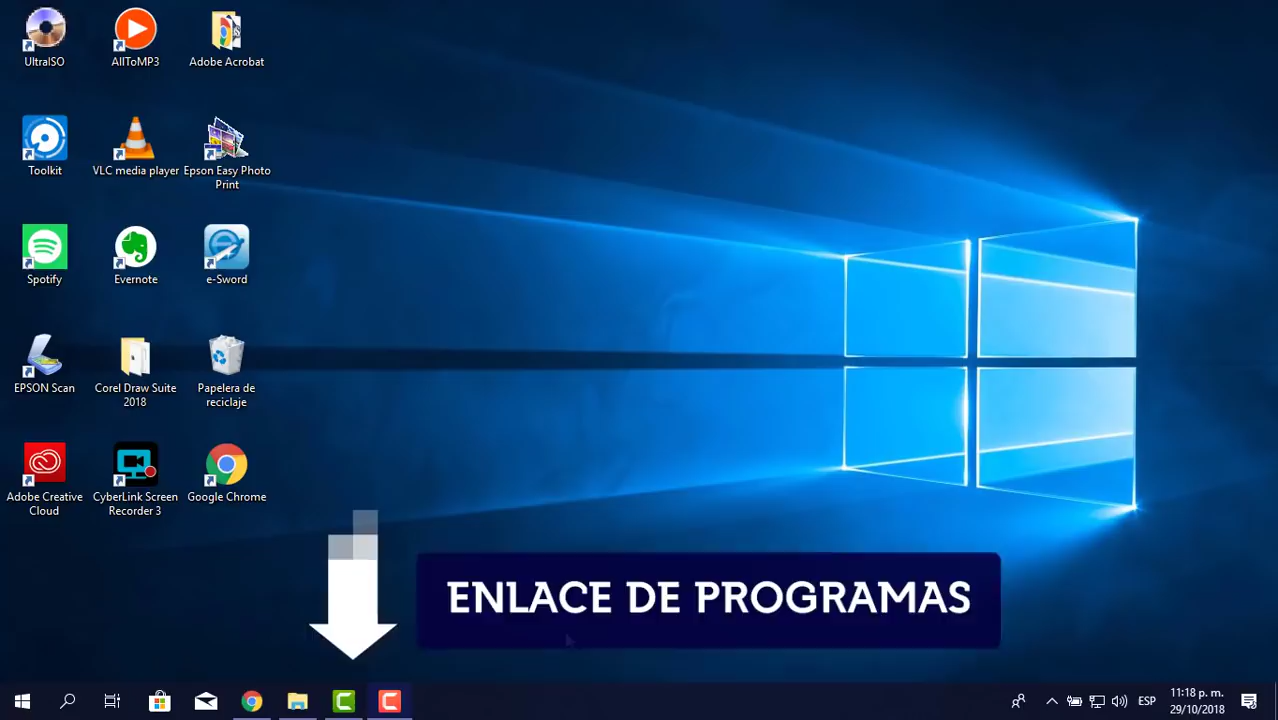 UltraISO
AllToMP3
Adobe Acrobat
Toolkit
VLC media player
Epson Easy Photo
Print
Spotify
Evernote
e-Sword
EPSON Scan
Corel Draw Suite
2018
Papelera de
reciclaje
Adobe Creative
Cloud
CyberLink Screen
Recorder 3
Google Chrome
ENLACE DE PROGRAMAS
ESP
11:18 p. m.
29/10/2018